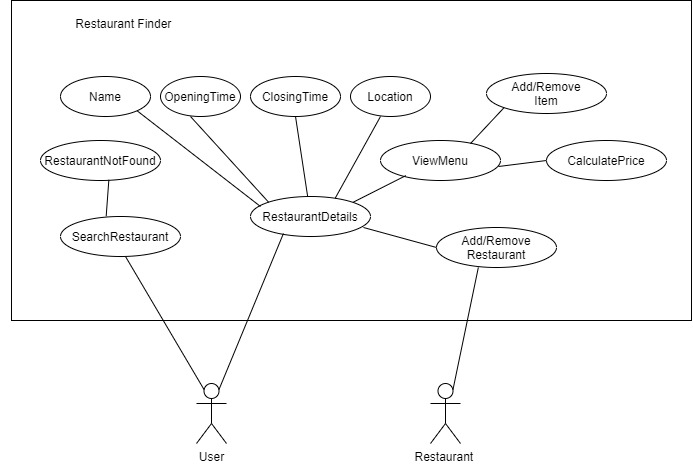 Restaurant Finder
Name
OpeningTime
ClosingTime
Location
Add/Remove
Item
RestaurantNotFound
ViewMenu
CalculatePrice
SearchRestaurant
RestaurantDetails
Add/Remove
Restaurant
User
Restaurant